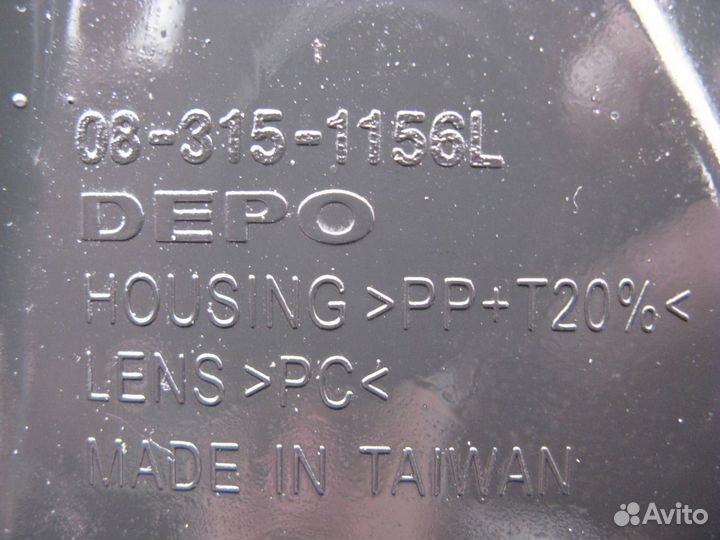 08-315-1156L
DEPO
HOUSING >PP+T20%<
LENS >PC<
MADE IN TAIWAN
Avito